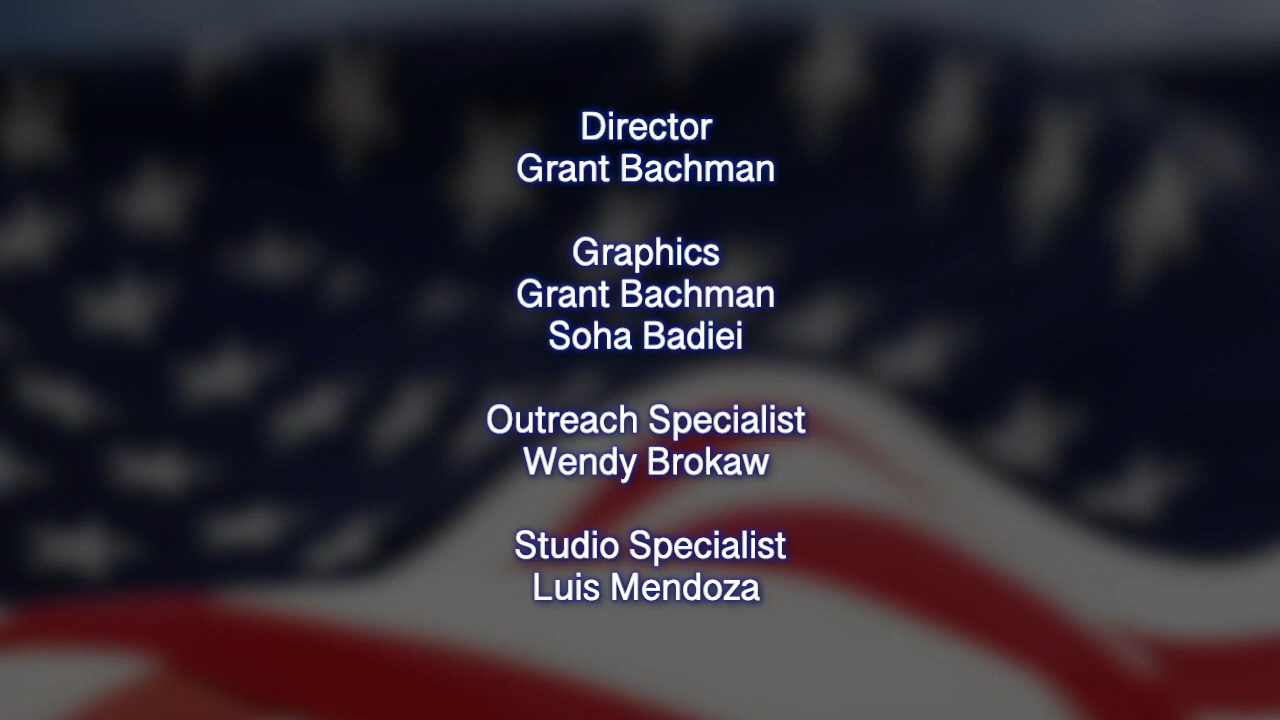 Director
Grant Bachman
Graphics
Grant Bachman
Soha Badiei
Outreach Specialist
Wendy Brokaw
Studio Specialist
Luis Mendoza